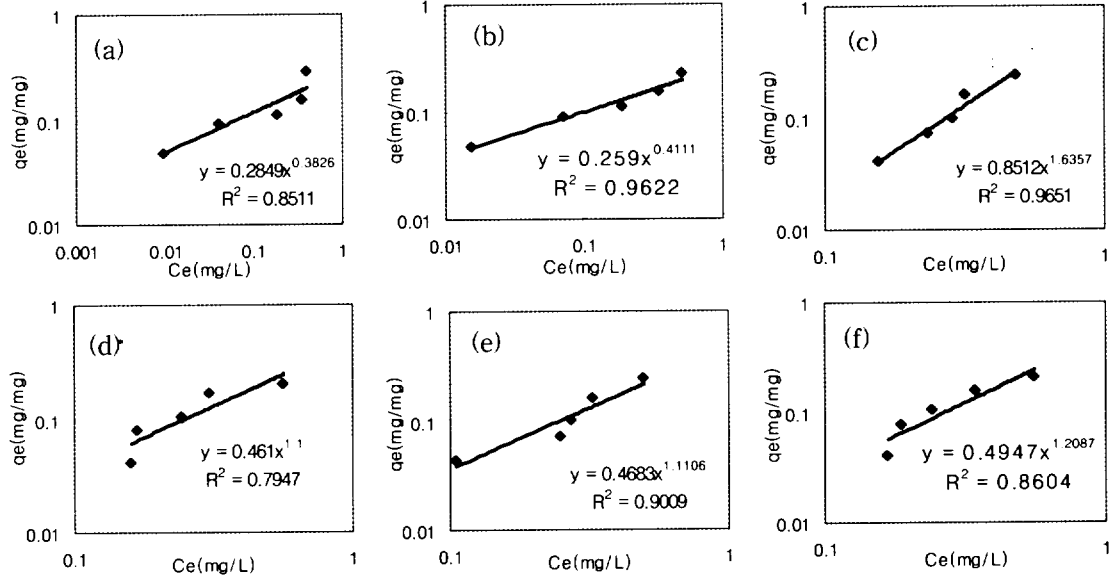 (a)
qe(mg/mg)
1
0.1
0.01
y = 0.2849x^0.3826
R² = 0.8511
0.001 0.01 0.1 1
Ce(mg/L)
(b)
qe(mg/mg)
1
0.1
0.01
y = 0.259x^0.4111
R² = 0.9622
0.01 0.1 1
Ce(mg/L)
(c)
qe(mg/mg)
1
0.1
0.01
y = 0.8512x^1.6357
R² = 0.9651
0.1 1
Ce(mg/L)
(d)
qe(mg/mg)
1
0.1
0.01
y = 0.461x^1.1
R² = 0.7947
0.1 1
Ce(mg/L)
(e)
qe(mg/mg)
1
0.1
0.01
y = 0.4683x^1.1106
R² = 0.9009
0.1 1
Ce(mg/L)
(f)
qe(mg/mg)
1
0.1
0.01
y = 0.4947x^1.2087
R² = 0.8604
0.1 1
Ce(mg/L)